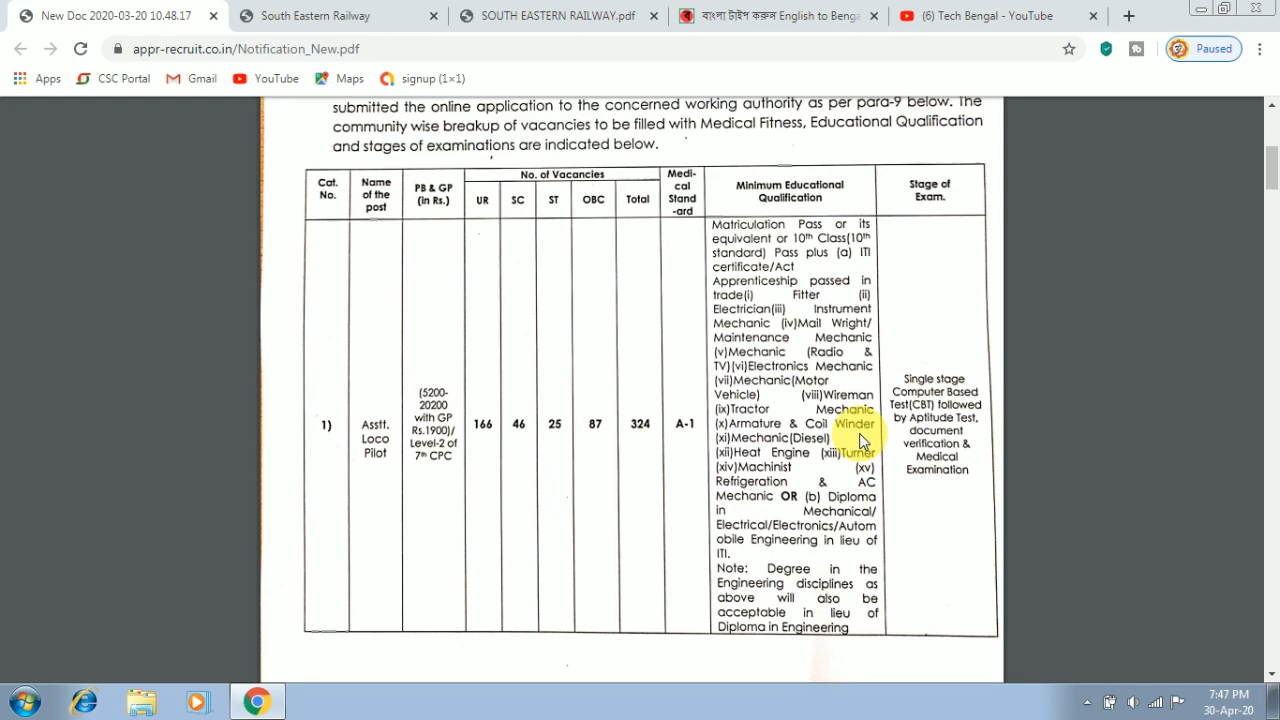 New Doc 2020-03-20 10.48.17
South Eastern Railway
SOUTH EASTERN RAILWAY.pdf
বাংলা টাইপ করুন English to Beng
(6) Tech Bengal - YouTube
appr-recruit.co.in/Notification_New.pdf
Paused
Apps
CSC Portal
Gmail
YouTube
Maps
signup (1×1)
submitted the online application to the concerned working authority as per para-9 below. The
community wise breakup of vacancies to be filled with Medical Fitness, Educational Qualification
and stages of examinations are indicated below.
Cat.
No.
Name
of the
post
PB & GP
(in Rs.)
No. of Vacancies
UR
SC
ST
OBC
Total
Medi-
cal
Stand
-ard
Minimum Educational
Qualification
Stage of
Exam.
1)
Asstt.
Loco
Pilot
(5200-
20200
with GP
Rs.1900)/
Level-2 of
7th CPC
166
46
25
87
324
A-1
Matriculation Pass or its
equivalent or 10th Class(10th
standard) Pass plus (a) ITI
certificate/Act
Apprenticeship passed in
trade(i) Fitter (ii)
Electrician(iii) Instrument
Mechanic (iv)Mail Wright/
Maintenance Mechanic
(v)Mechanic (Radio &
TV)(vi)Electronics Mechanic
(vii)Mechanic(Motor
Vehicle) (viii)Wireman
(ix)Tractor Mechanic
(x)Armature & Coil Winder
(xi)Mechanic(Diesel)
(xii)Heat Engine (xiii)Turner
(xiv)Machinist (xv)
Refrigeration & AC
Mechanic OR (b) Diploma
in Mechanical/
Electrical/Electronics/Autom
obile Engineering in lieu of
ITI.
Note: Degree in the
Engineering disciplines as
above will also be
acceptable in lieu of
Diploma in Engineering
Single stage
Computer Based
Test(CBT) followed
by Aptitude Test,
document
verification &
Medical
Examination
7:47 PM
30-Apr-20